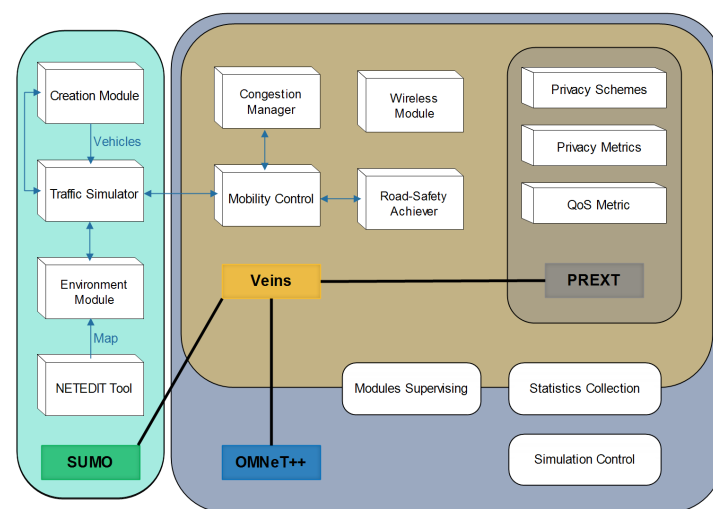 Creation Module
Vehicles
Traffic Simulator
Environment
Module
Map
NETEDIT Tool
SUMO
Congestion
Manager
Wireless
Module
Mobility Control
Road-Safety
Achiever
Veins
Privacy Schemes
Privacy Metrics
QoS Metric
PREXT
Modules Supervising
Statistics Collection
OMNeT++
Simulation Control